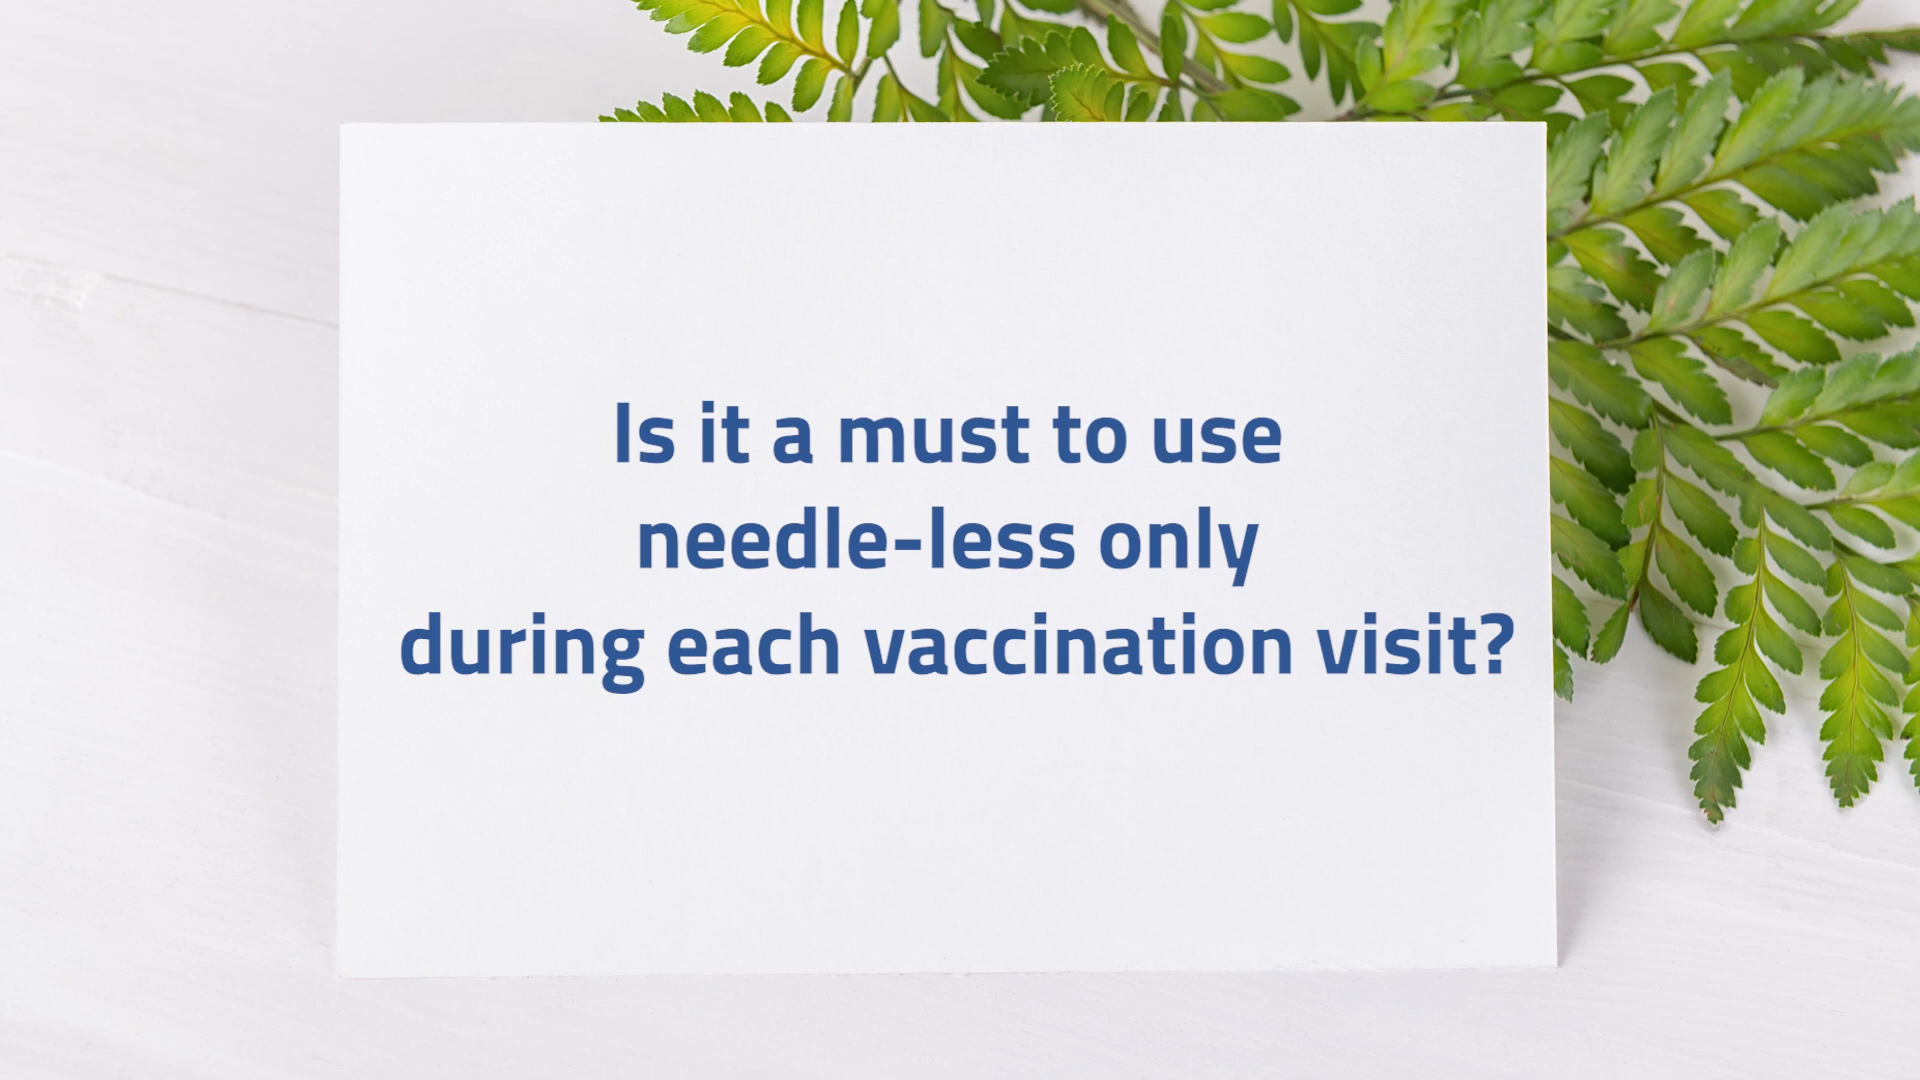 Is it a must to use
needle-less only
during each vaccination visit?